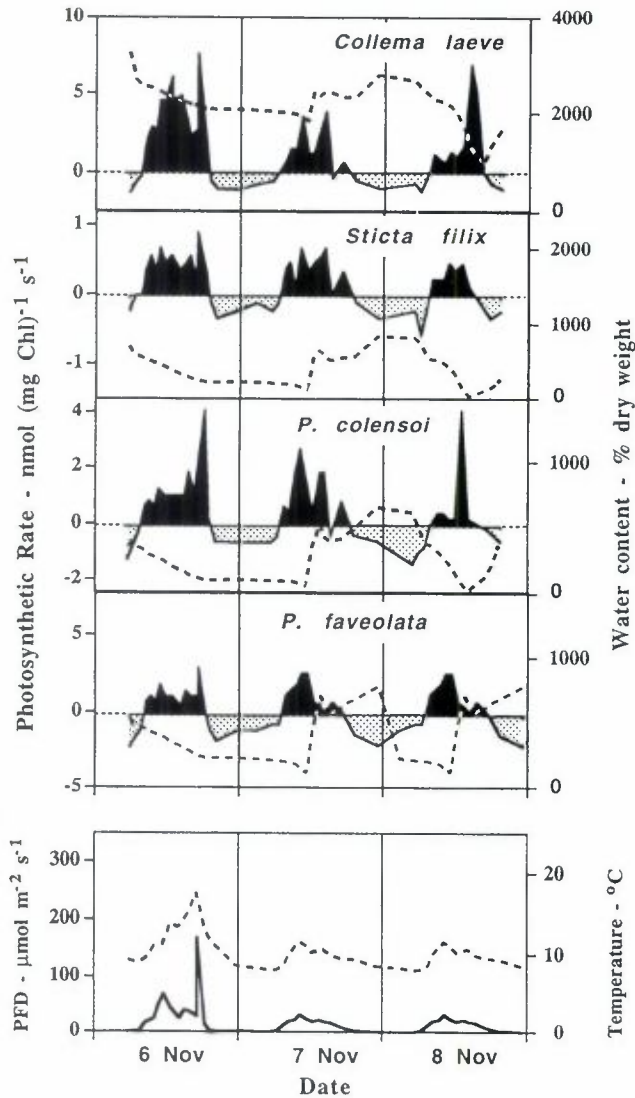 10
5
0
4000
2000
0
Collema laeve
1
0
-1
2000
1000
0
Sticta filix
4
2
0
-2
1000
0
P. colensoi
5
0
-5
1000
0
P. faveolata
Photosynthetic Rate - nmol (mg Chl)-1 s-1
Water content - % dry weight
300
200
100
0
20
10
0
PFD - µmol m-2 s-1
Temperature - ºC
6 Nov
7 Nov
8 Nov
Date